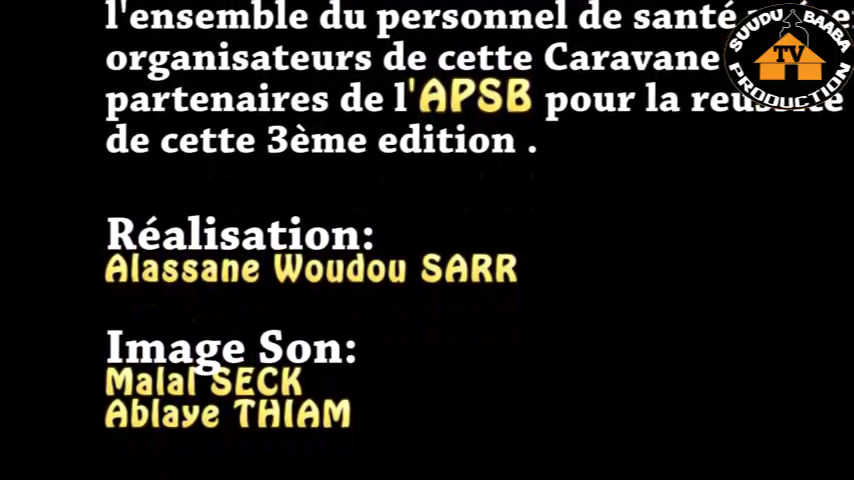 l'ensemble du personnel de santé
organisateurs de cette Caravane
partenaires de l'APSB pour la reussite
de cette 3ème edition .
Réalisation:
Alassane Woudou SARR
Image Son:
Malal SECK
Ablaye THIAM
SUUDU BAABA
TV
PRODUCTION